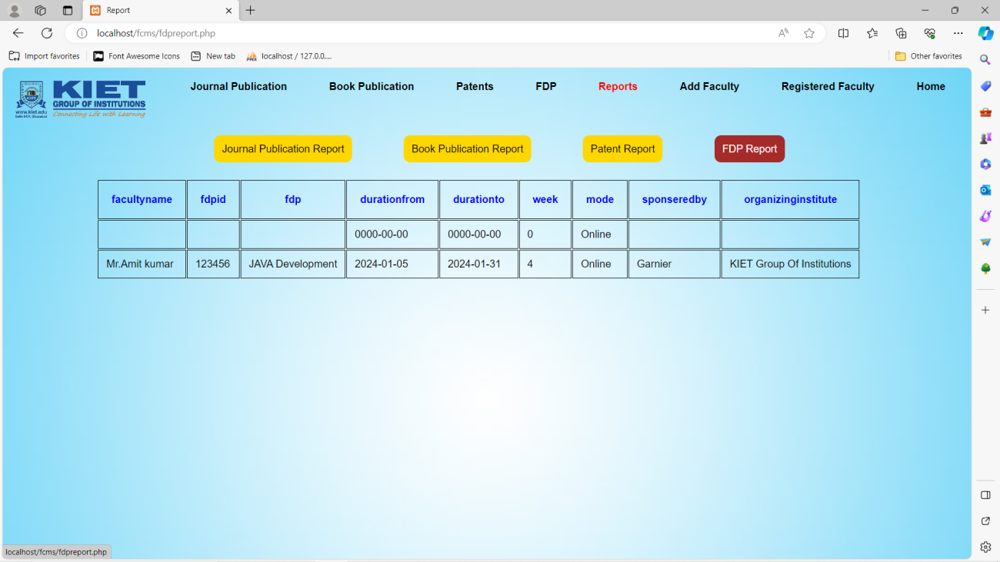 Report
localhost/fcms/fdpreport.php
Import favorites Font Awesome Icons New tab localhost / 127.0.0.... Other favorites
KIET
GROUP OF INSTITUTIONS
www.kiet.edu
Connecting Life with Learning
Journal Publication Book Publication Patents FDP Reports Add Faculty Registered Faculty Home
Journal Publication Report Book Publication Report Patent Report FDP Report
facultyname fdpid fdp durationfrom durationto week mode sponseredby organizinginstitute
0000-00-00 0000-00-00 0 Online
Mr.Amit kumar 123456 JAVA Development 2024-01-05 2024-01-31 4 Online Garnier KIET Group Of Institutions
localhost/fcms/fdpreport.php